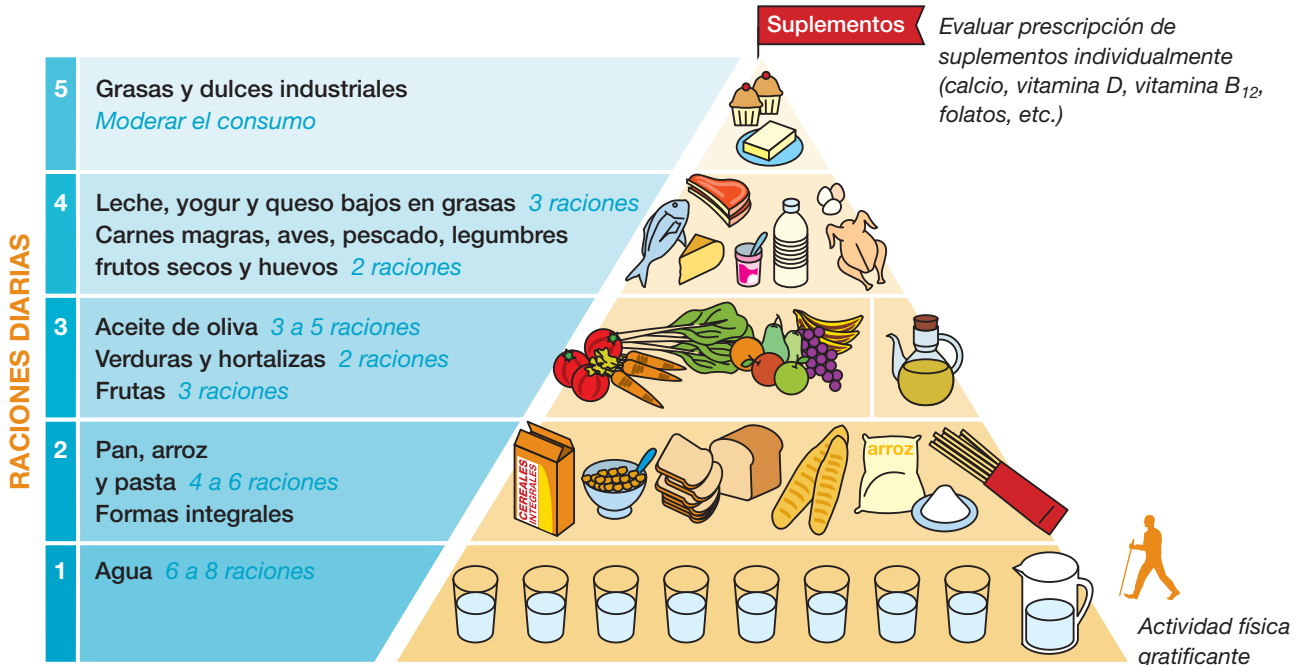 Suplementos
Evaluar prescripción de
suplementos individualmente
(calcio, vitamina D, vitamina B12,
folatos, etc.)
RACIONES DIARIAS
5
Grasas y dulces industriales
Moderar el consumo
4
Leche, yogur y queso bajos en grasas 3 raciones
Carnes magras, aves, pescado, legumbres
frutos secos y huevos 2 raciones
3
Aceite de oliva 3 a 5 raciones
Verduras y hortalizas 2 raciones
Frutas 3 raciones
2
Pan, arroz
y pasta 4 a 6 raciones
Formas integrales
CEREALES
INTEGRALES
arroz
1
Agua 6 a 8 raciones
Actividad física
gratificante